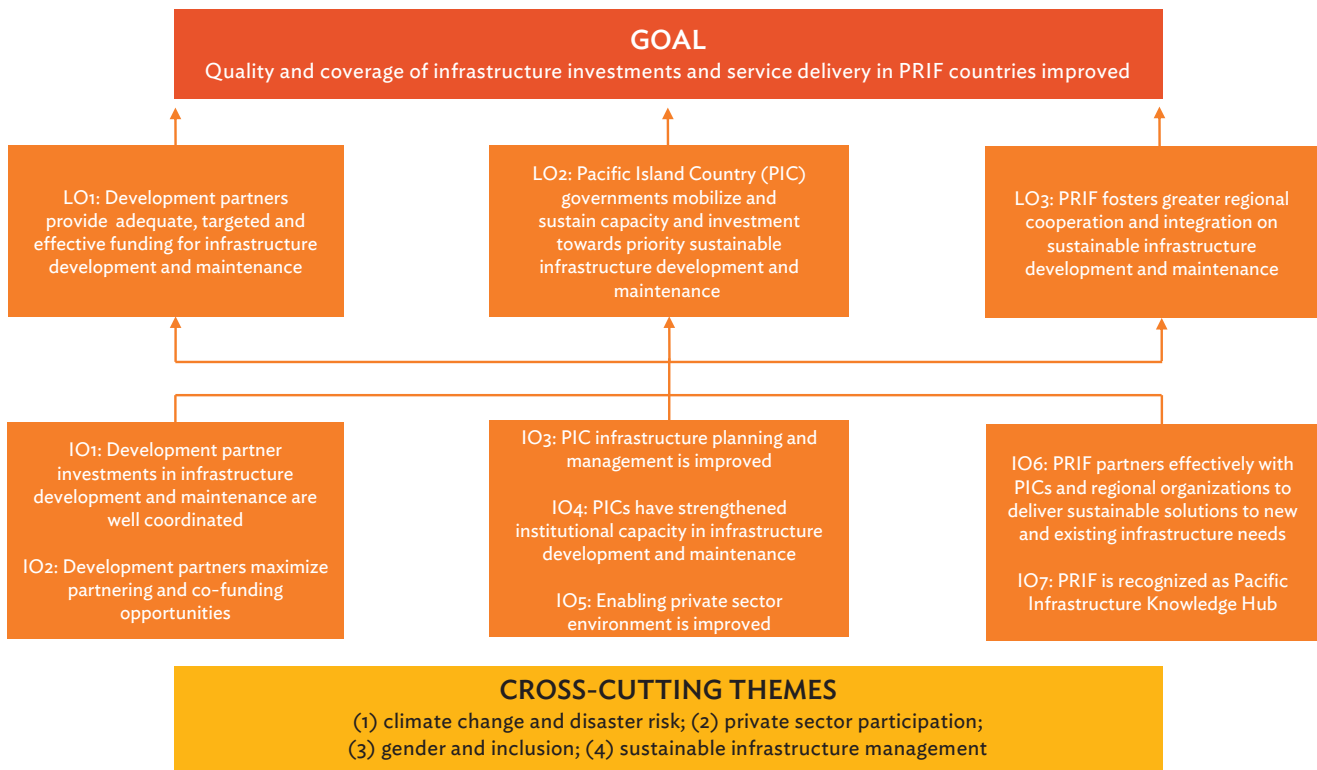 GOAL
Quality and coverage of infrastructure investments and service delivery in PRIF countries improved
LO1: Development partners
provide adequate, targeted and
effective funding for infrastructure
development and maintenance
LO2: Pacific Island Country (PIC)
governments mobilize and
sustain capacity and investment
towards priority sustainable
infrastructure development and
maintenance
LO3: PRIF fosters greater regional
cooperation and integration on
sustainable infrastructure
development and maintenance
IO1: Development partner
investments in infrastructure
development and maintenance are
well coordinated
IO2: Development partners maximize
partnering and co-funding
opportunities
IO3: PIC infrastructure planning and
management is improved
IO4: PICs have strengthened
institutional capacity in infrastructure
development and maintenance
IO5: Enabling private sector
environment is improved
IO6: PRIF partners effectively with
PICs and regional organizations to
deliver sustainable solutions to new
and existing infrastructure needs
IO7: PRIF is recognized as Pacific
Infrastructure Knowledge Hub
CROSS-CUTTING THEMES
(1) climate change and disaster risk; (2) private sector participation;
(3) gender and inclusion; (4) sustainable infrastructure management